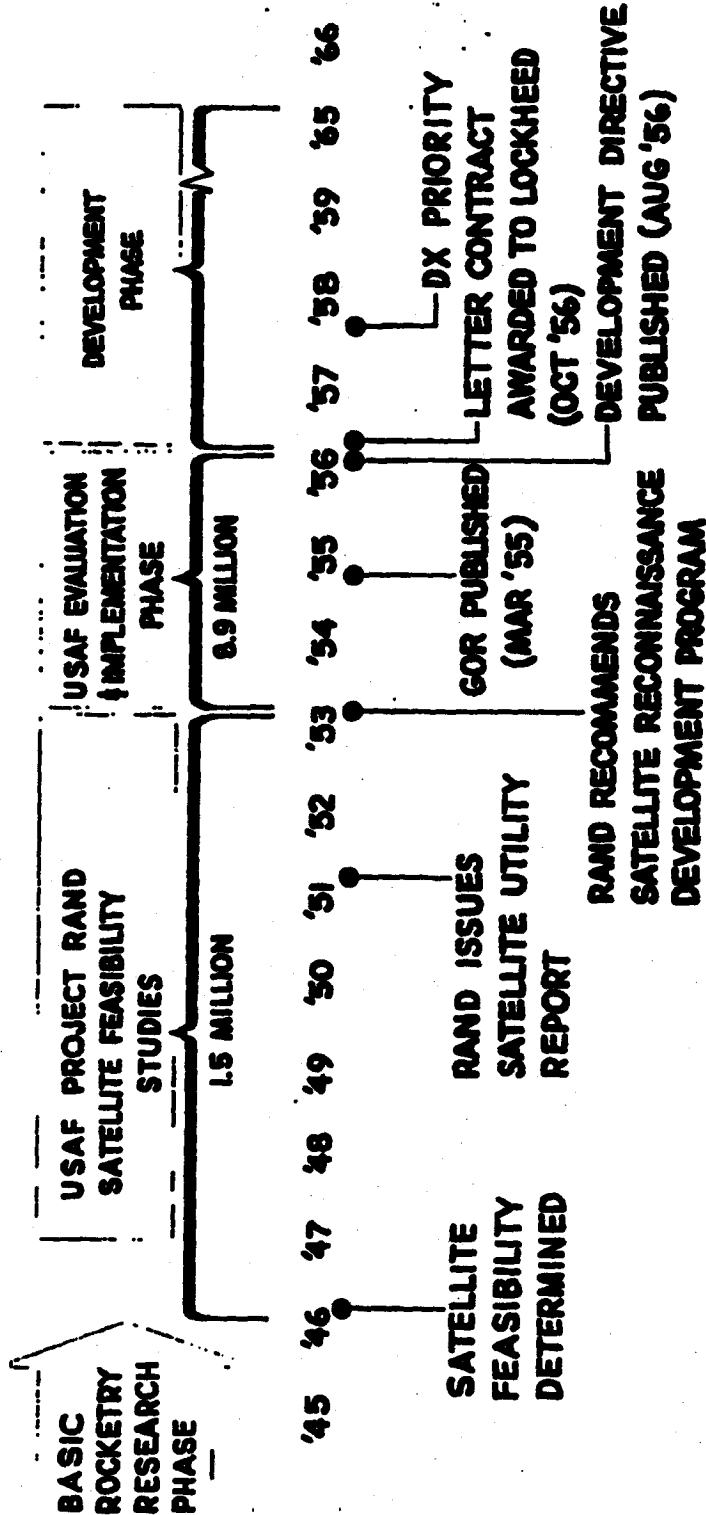 BASIC
ROCKETRY
RESEARCH
PHASE
USAF PROJECT RAND
SATELLITE FEASIBILITY
STUDIES
USAF EVALUATION
& IMPLEMENTATION
PHASE
DEVELOPMENT
PHASE
1.5 MILLION
8.9 MILLION
'45 '46 '47 '48 '49 '50 '51 '52 '53 '54 '55 '56 '57 '58 '59 '65 '66
SATELLITE
FEASIBILITY
DETERMINED
RAND ISSUES
SATELLITE UTILITY
REPORT
RAND RECOMMENDS
SATELLITE RECONNAISSANCE
DEVELOPMENT PROGRAM
GOR PUBLISHED
(MAR '55)
DX PRIORITY
LETTER CONTRACT
AWARDED TO LOCKHEED
(OCT '56)
DEVELOPMENT DIRECTIVE
PUBLISHED (AUG '56)